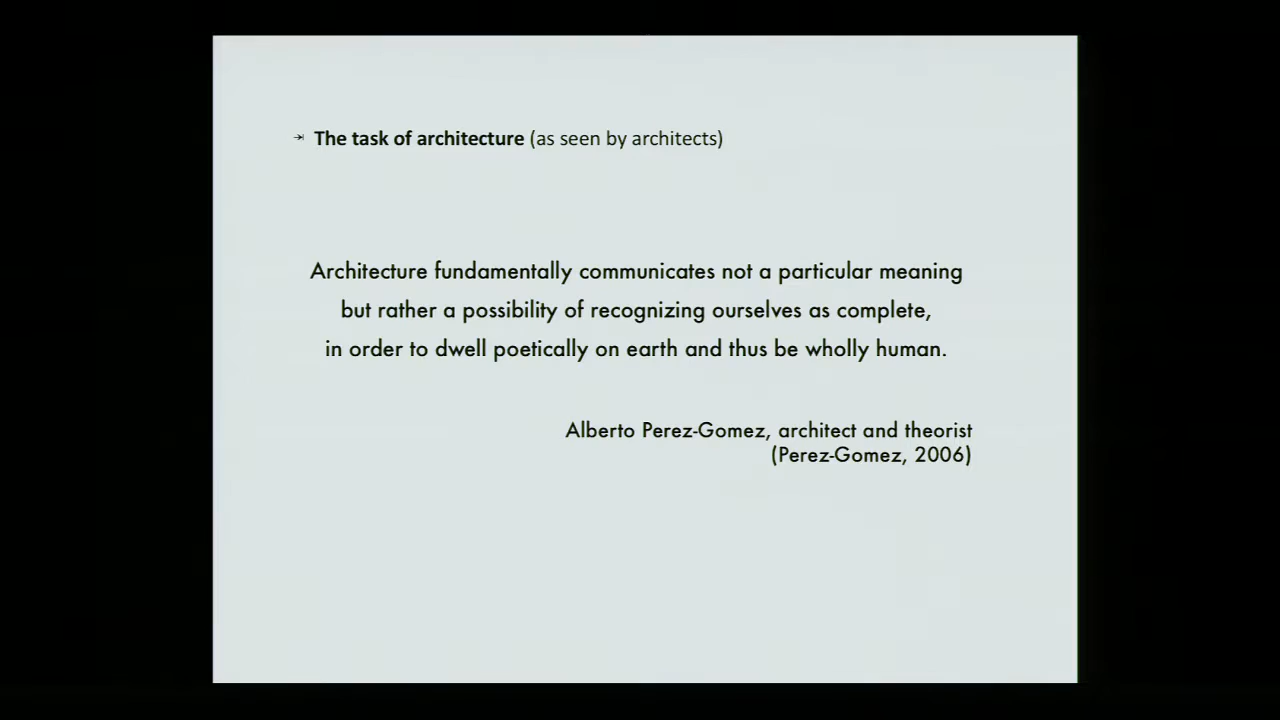 → The task of architecture (as seen by architects)
Architecture fundamentally communicates not a particular meaning
but rather a possibility of recognizing ourselves as complete,
in order to dwell poetically on earth and thus be wholly human.
Alberto Perez-Gomez, architect and theorist
(Perez-Gomez, 2006)